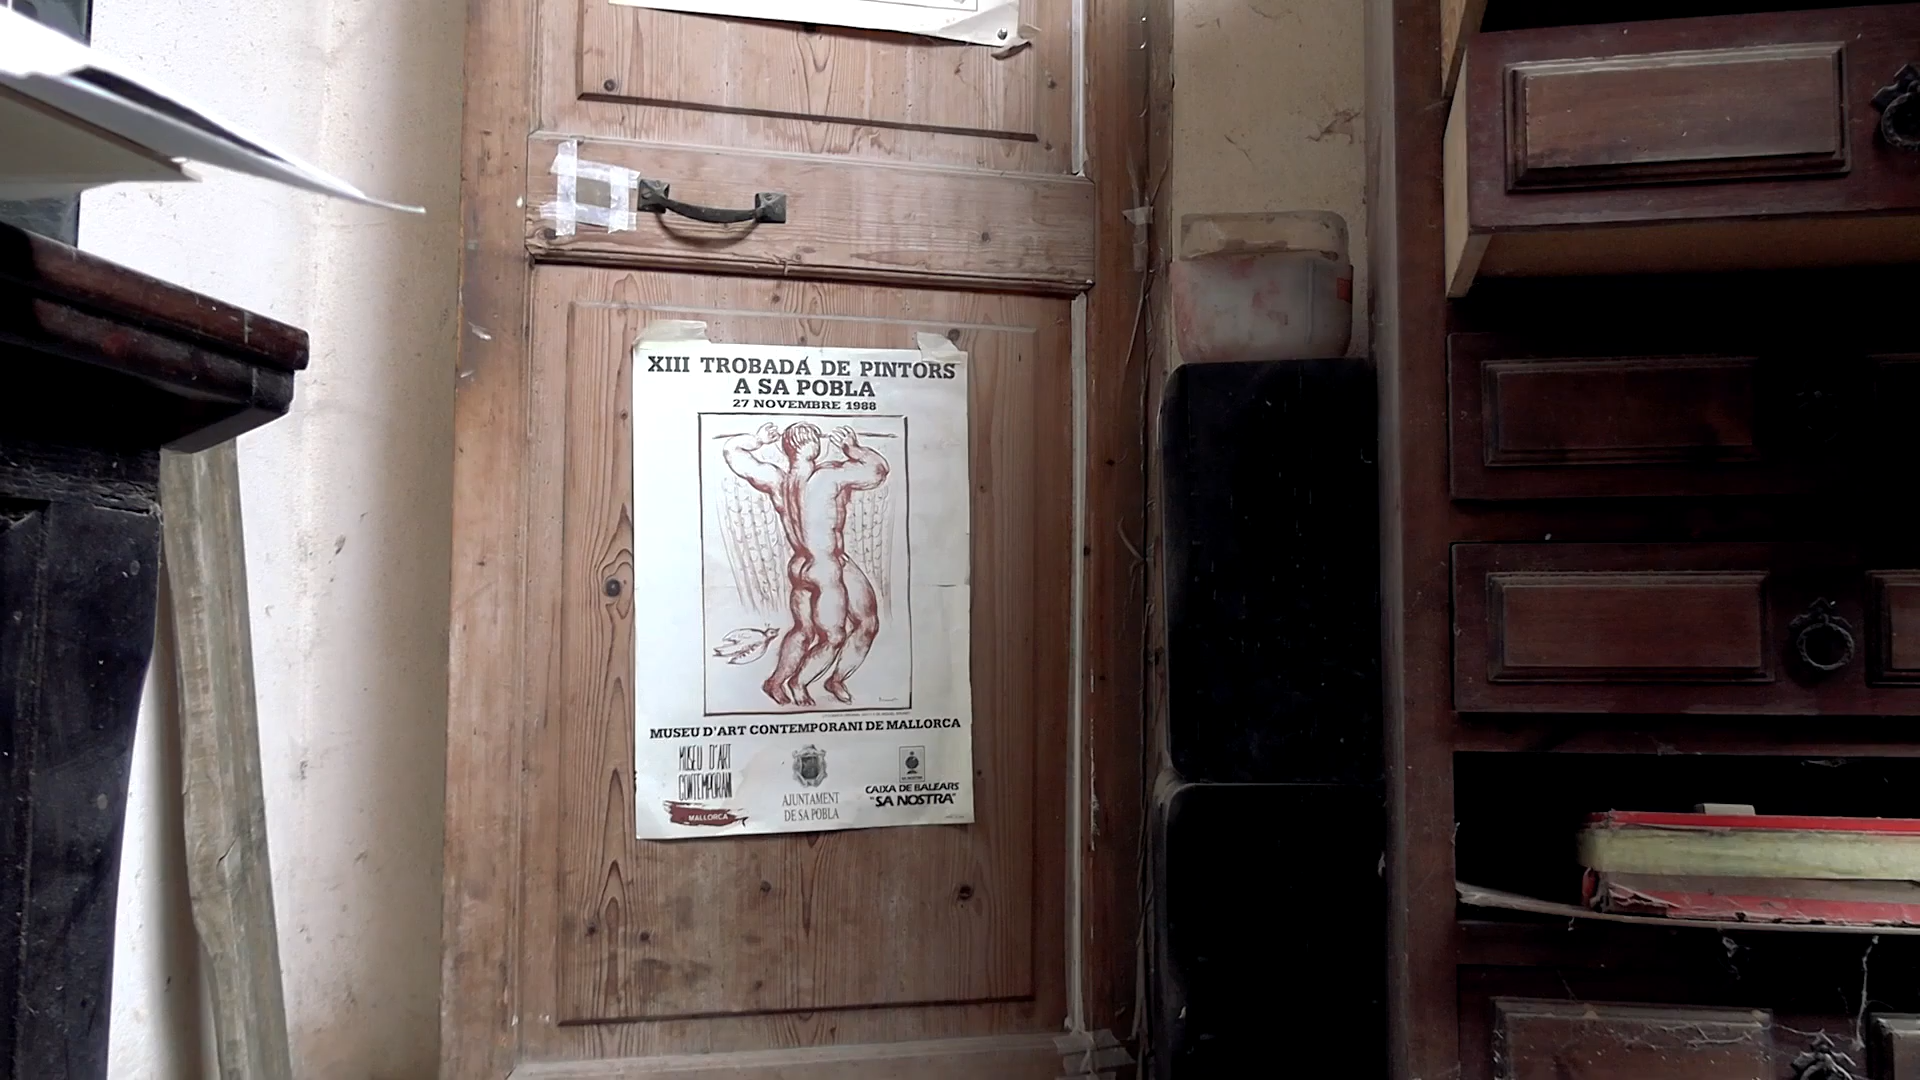 XIII TROBADA DE PINTORS
A SA POBLA
27 NOVEMBRE 1988
MUSEU D'ART CONTEMPORANI DE MALLORCA
MUSEU D'ART
CONTEMPORANI
MALLORCA
AJUNTAMENT
DE SA POBLA
CAIXA DE BALEARS
"SA NOSTRA"